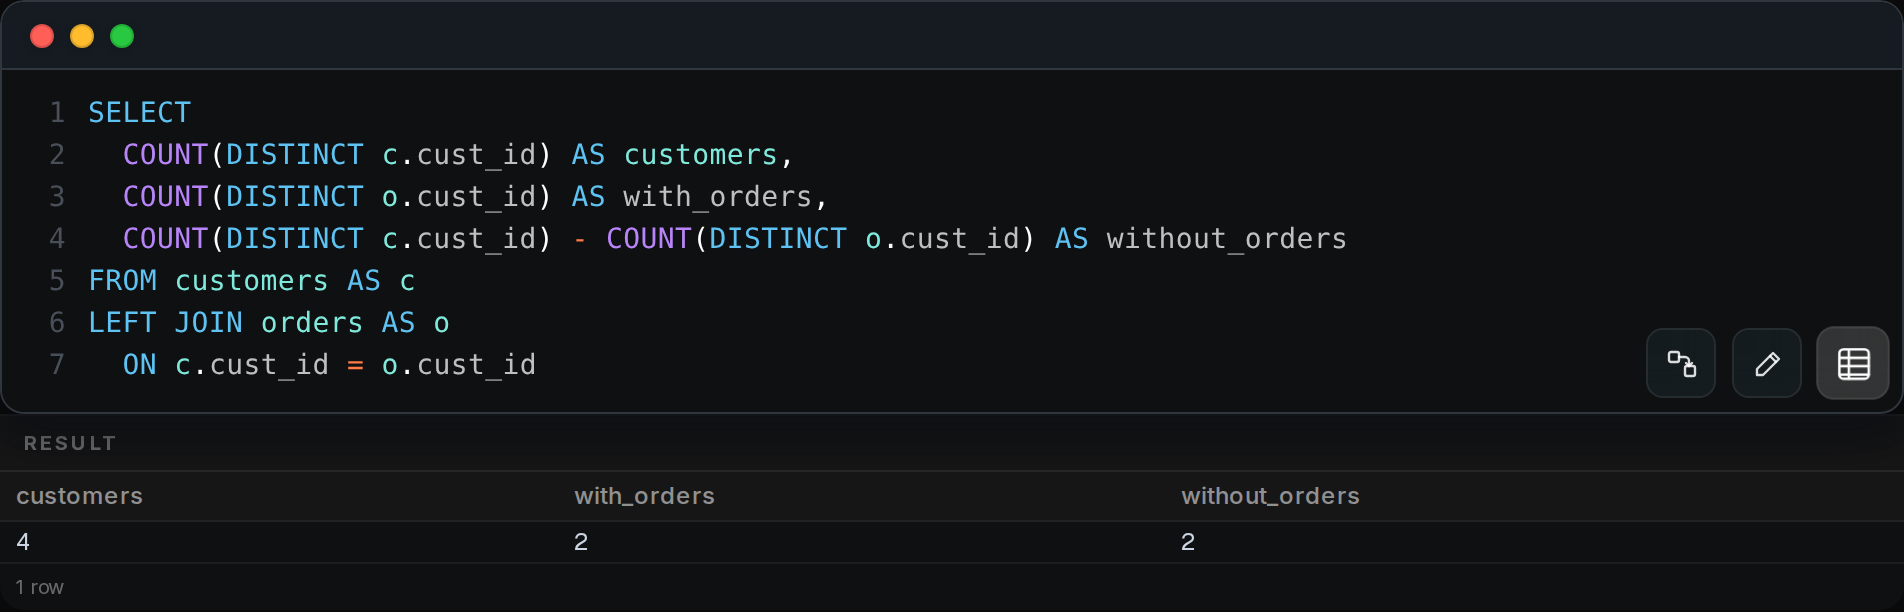 1 SELECT
2   COUNT(DISTINCT c.cust_id) AS customers,
3   COUNT(DISTINCT o.cust_id) AS with_orders,
4   COUNT(DISTINCT c.cust_id) - COUNT(DISTINCT o.cust_id) AS without_orders
5 FROM customers AS c
6 LEFT JOIN orders AS o
7   ON c.cust_id = o.cust_id
RESULT
customers with_orders without_orders
4 2 2
1 row